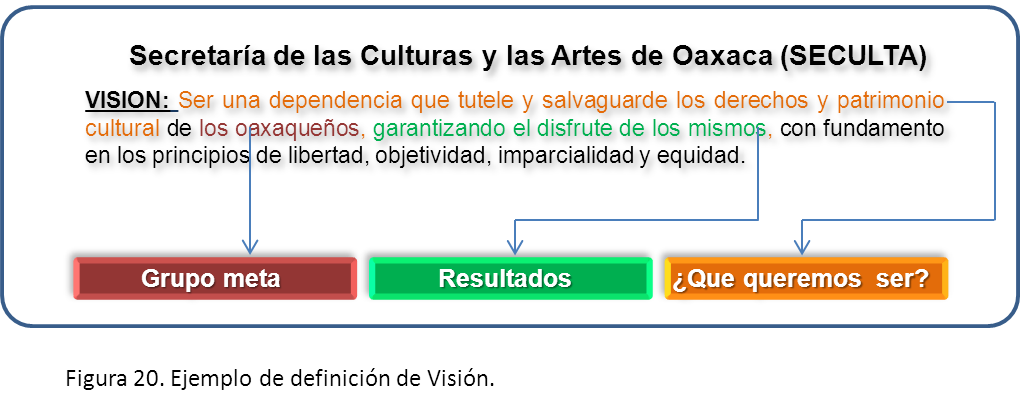 Secretaría de las Culturas y las Artes de Oaxaca (SECULTA)
VISION: Ser una dependencia que tutele y salvaguarde los derechos y patrimonio
cultural de los oaxaqueños, garantizando el disfrute de los mismos, con fundamento
en los principios de libertad, objetividad, imparcialidad y equidad.
Grupo meta Resultados ¿Que queremos ser?
Figura 20. Ejemplo de definición de Visión.